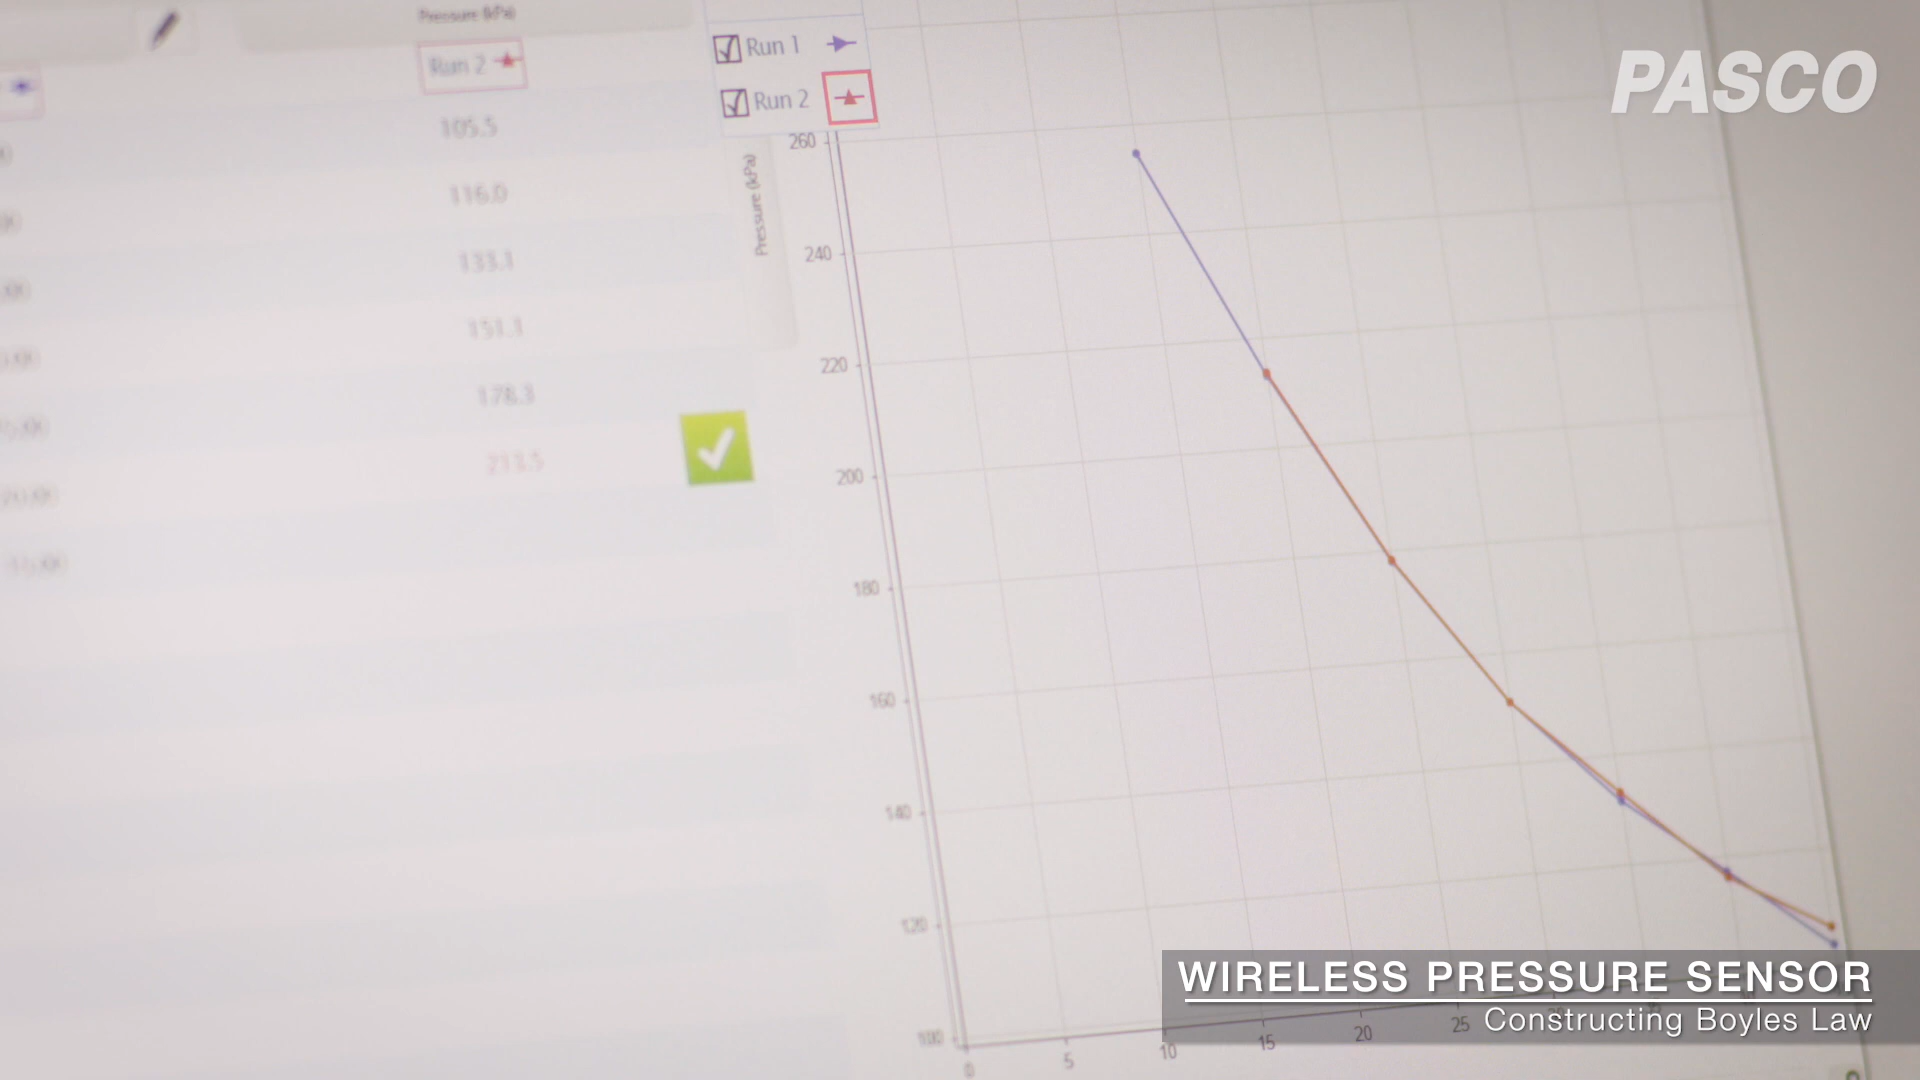 Pressure (kPa)
Run 2
105.5
116.0
133.1
151.1
178.3
213.5
Run 1
Run 2
Pressure (kPa)
260
240
220
200
180
160
140
120
100
0
5
10
15
20
25
PASCO
WIRELESS PRESSURE SENSOR
Constructing Boyles Law